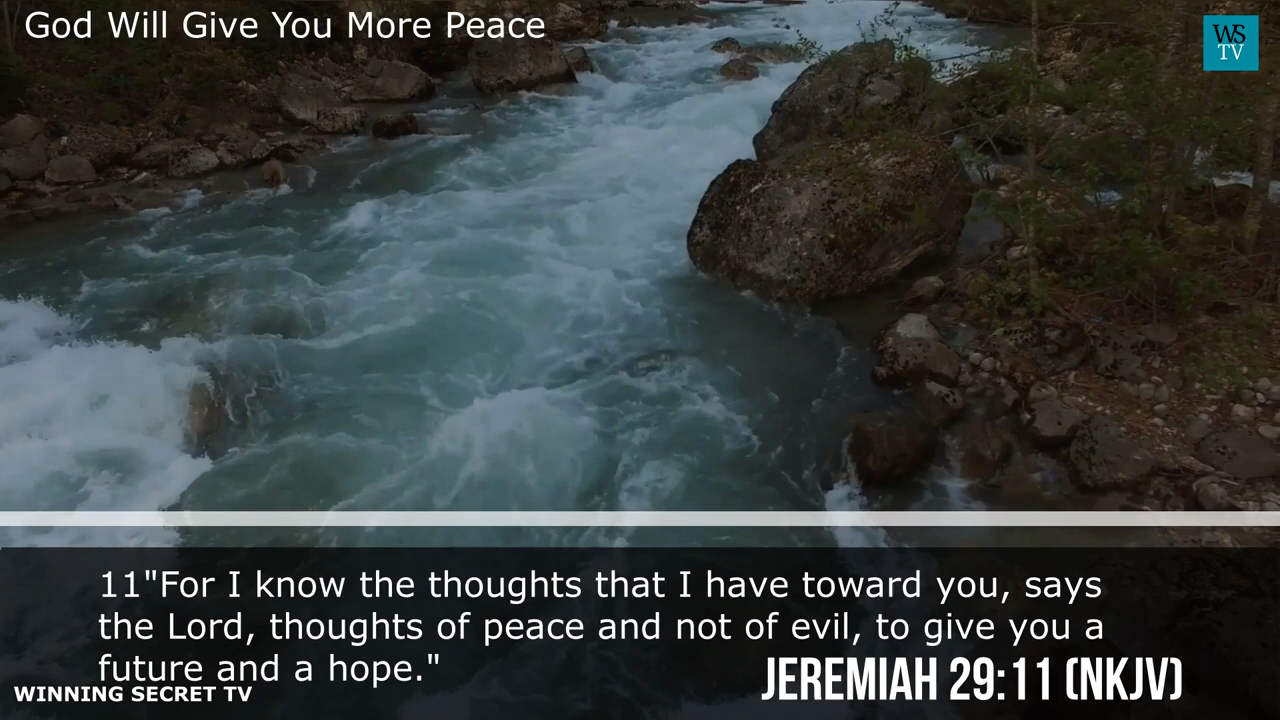 God Will Give You More Peace
WS
TV
11"For I know the thoughts that I have toward you, says
the Lord, thoughts of peace and not of evil, to give you a
future and a hope."
JEREMIAH 29:11 (NKJV)
WINNING SECRET TV